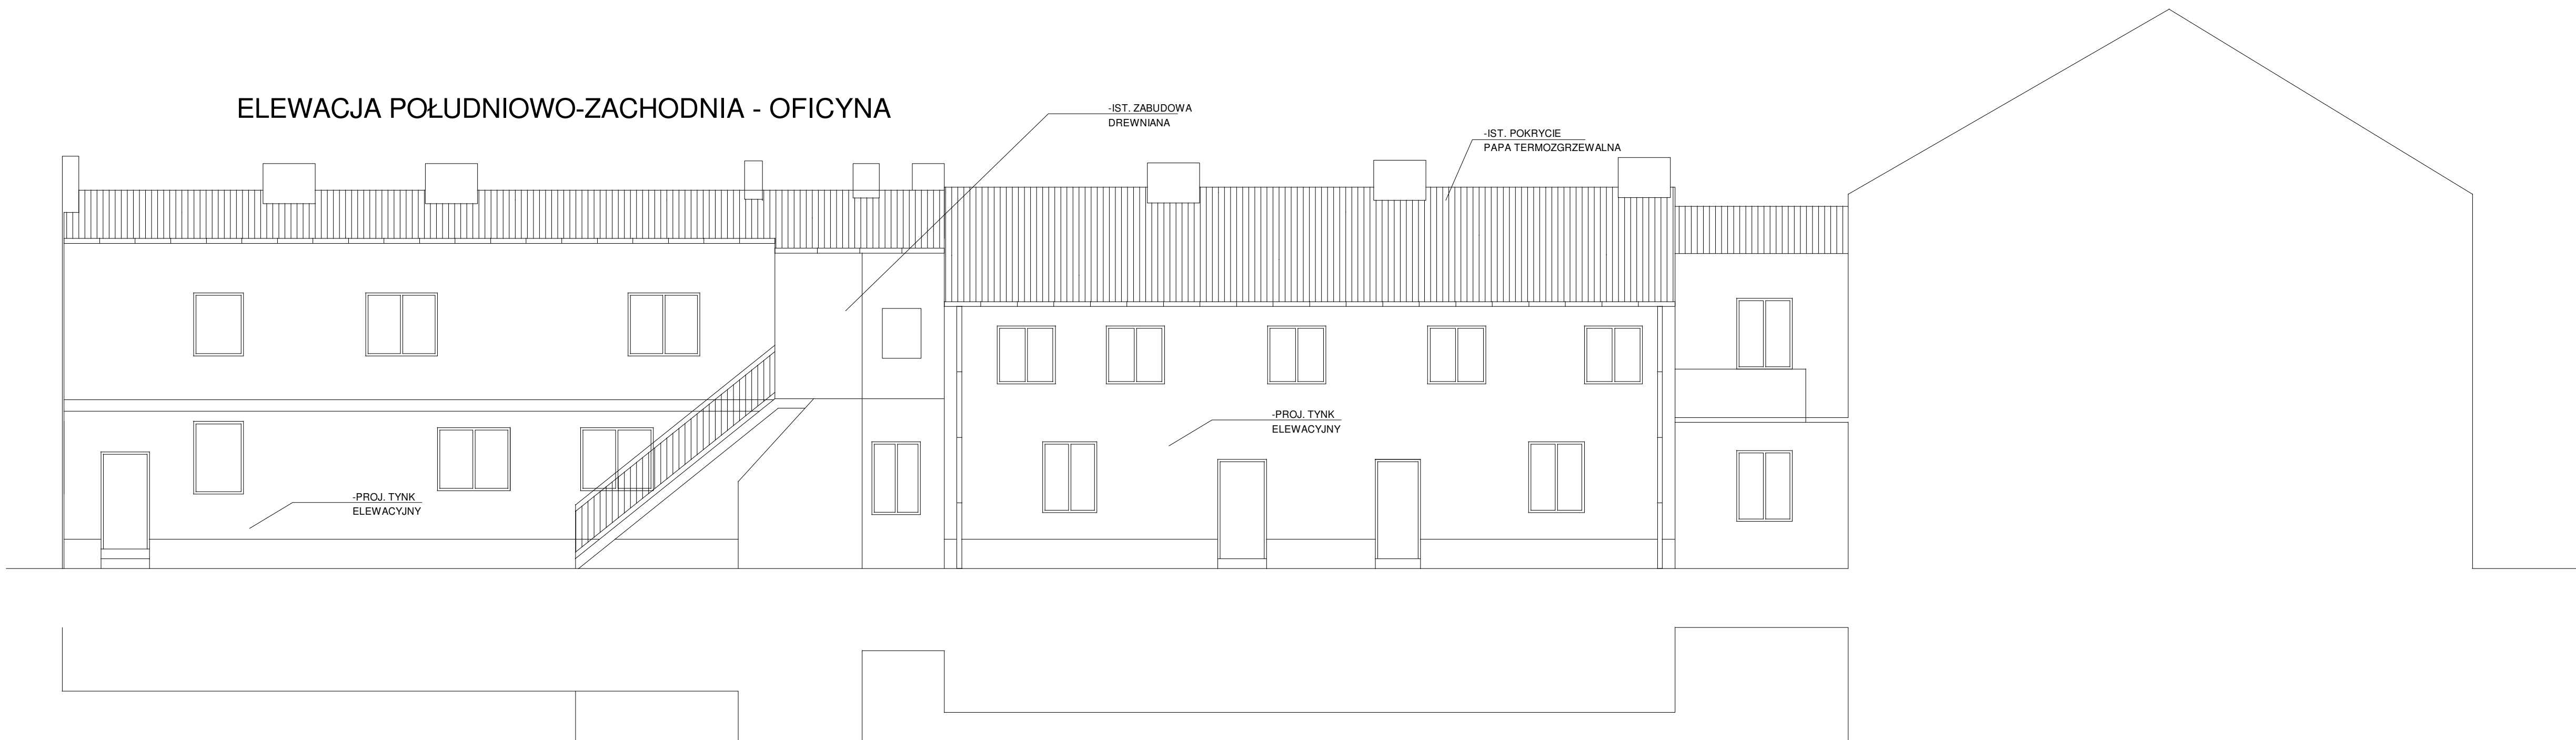 ELEWACJA POŁUDNIOWO-ZACHODNIA - OFICYNA
-IST. ZABUDOWA
DREWNIANA
-IST. POKRYCIE
PAPA TERMOZGRZEWALNA
-PROJ. TYNK
ELEWACYJNY
-PROJ. TYNK
ELEWACYJNY